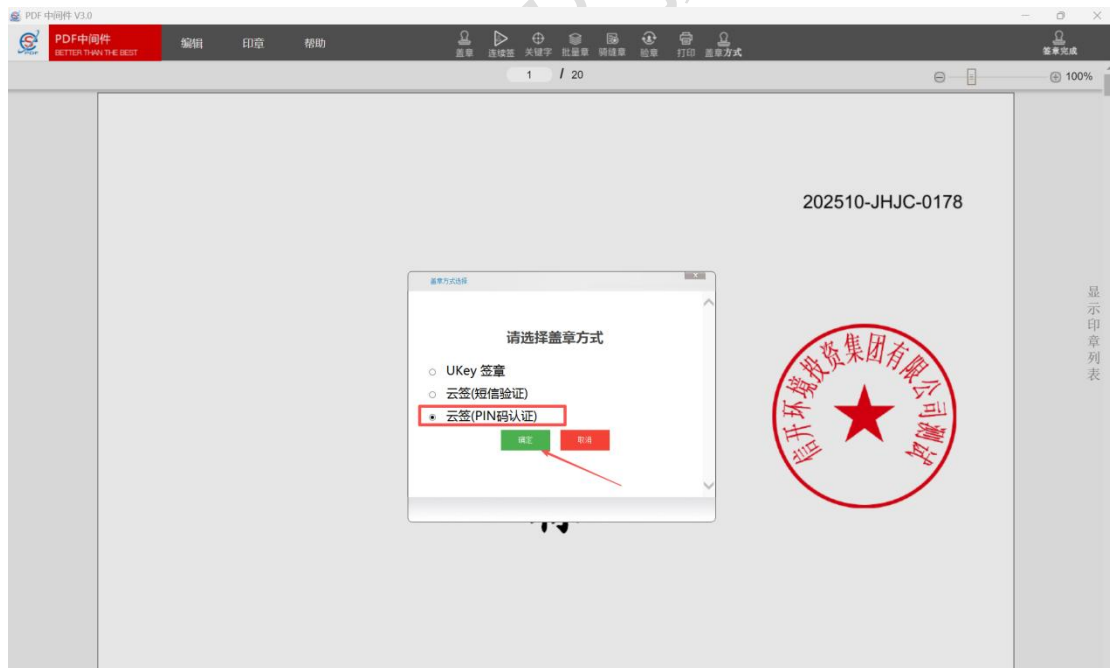 PDF 中间件 V3.0
PDF中间件
BETTER THAN THE BEST
编辑
印章
帮助
盖章
连续签
关键字
批量章
骑缝章
验章
打印
盖章方式
签章完成
1 / 20
100%
202510-JHJC-0178
盖章方式选择
请选择盖章方式
UKey 签章
云签(短信验证)
云签(PIN码认证)
确定
取消
环境投资集团有限公司测试
显示印章列表